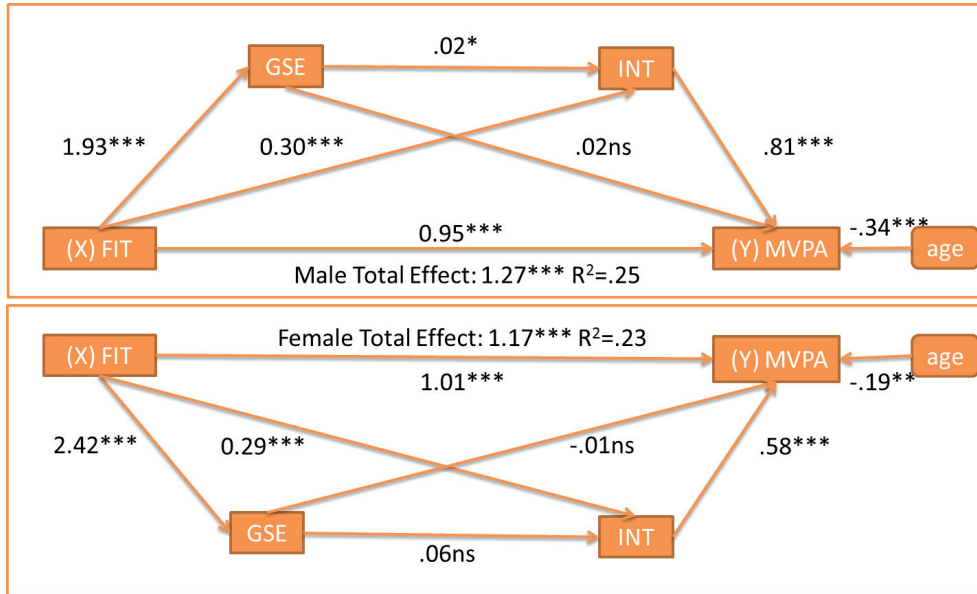 .02*
GSE
INT
1.93***
0.30***
.02ns
.81***
0.95***
-.34***
(X) FIT
(Y) MVPA
age
Male Total Effect: 1.27*** R²=.25
Female Total Effect: 1.17*** R²=.23
(X) FIT
(Y) MVPA
age
1.01***
-.19**
2.42***
0.29***
-.01ns
.58***
GSE
INT
.06ns